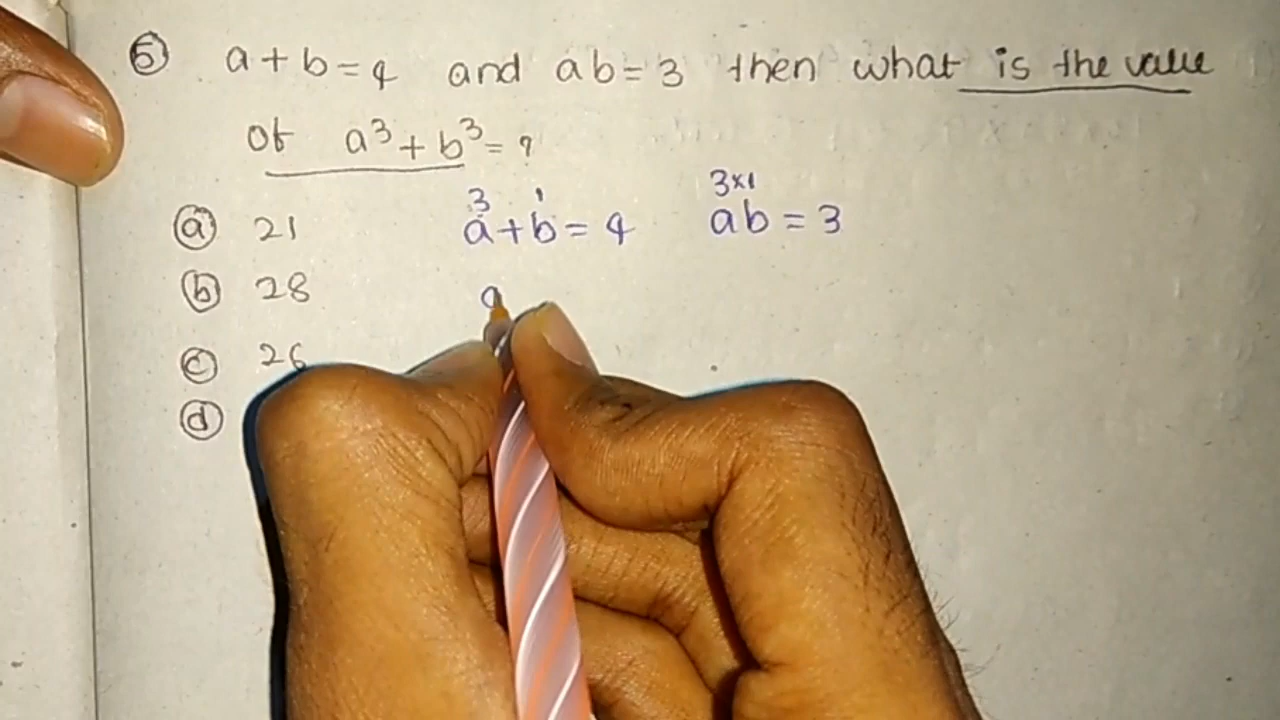 ⑤ a + b = 4 and ab = 3 then what is the value
of a³ + b³ = ?
ⓐ 21
3 1
a + b = 4
3×1
ab = 3
ⓑ 28
a
ⓒ 26
ⓓ